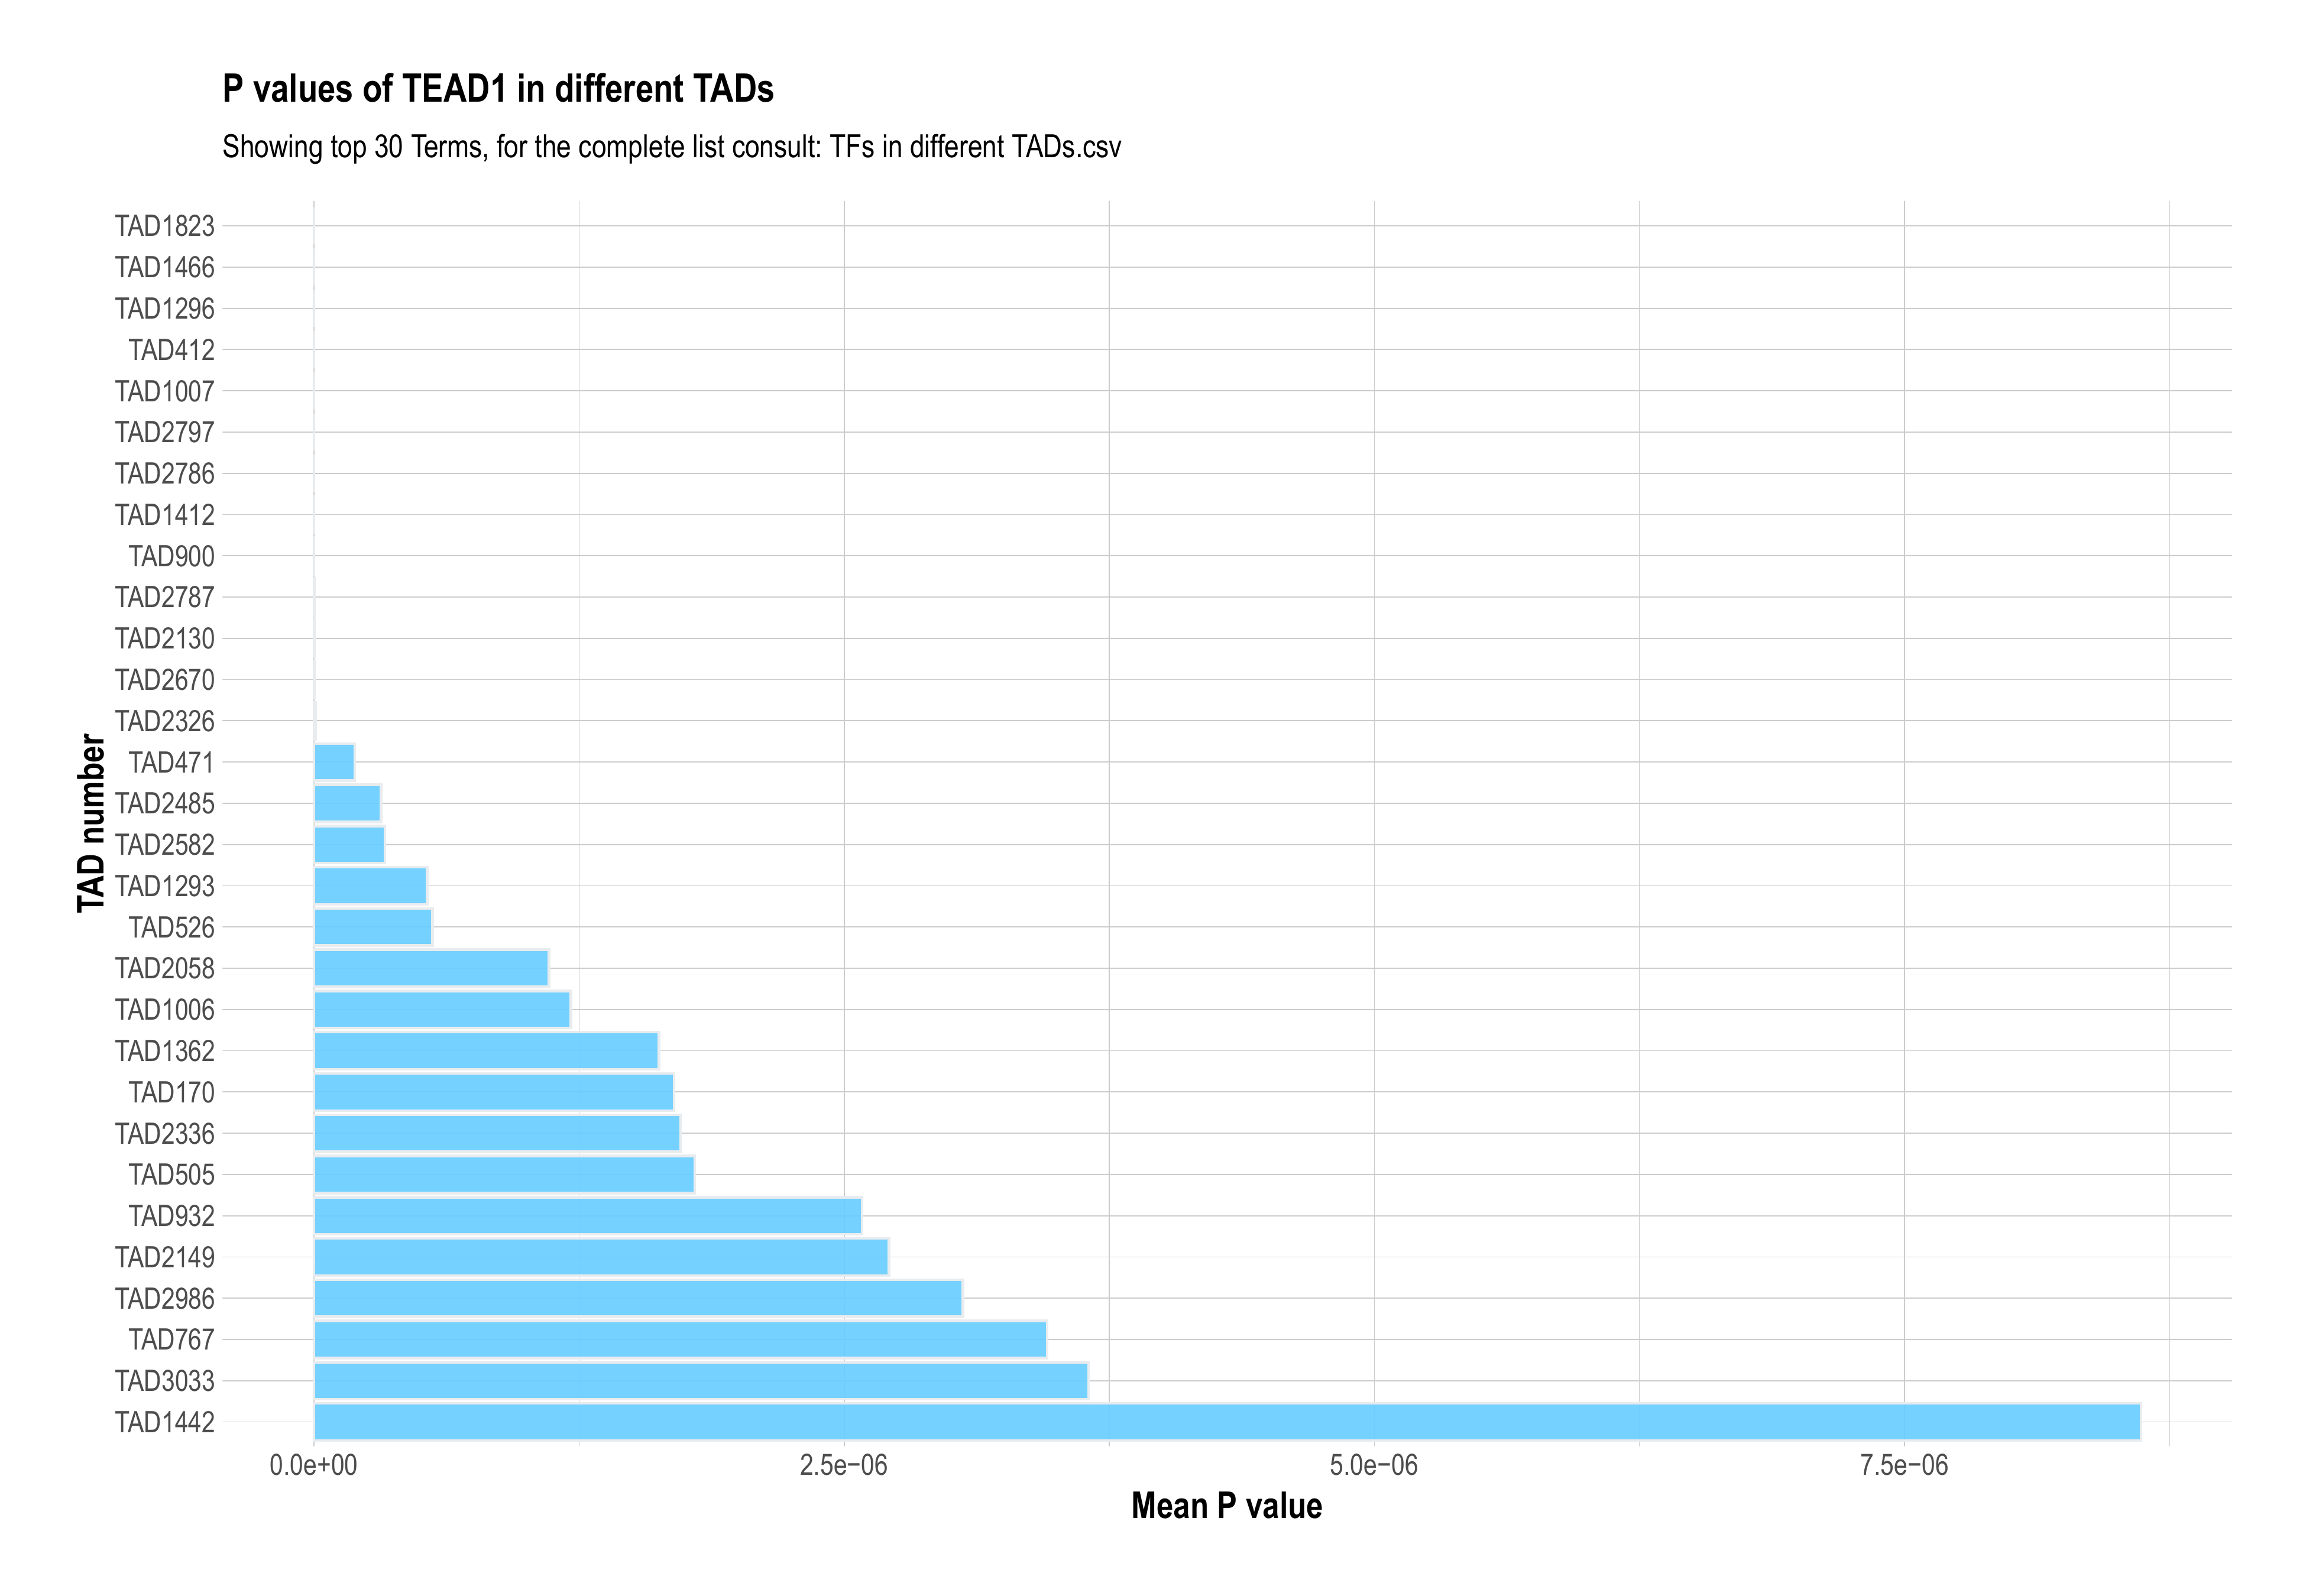 P values of TEAD1 in different TADs
Showing top 30 Terms, for the complete list consult: TFs in different TADs.csv
TAD number
TAD1823
TAD1466
TAD1296
TAD412
TAD1007
TAD2797
TAD2786
TAD1412
TAD900
TAD2787
TAD2130
TAD2670
TAD2326
TAD471
TAD2485
TAD2582
TAD1293
TAD526
TAD2058
TAD1006
TAD1362
TAD170
TAD2336
TAD505
TAD932
TAD2149
TAD2986
TAD767
TAD3033
TAD1442
0.0e+00 2.5e−06 5.0e−06 7.5e−06
Mean P value